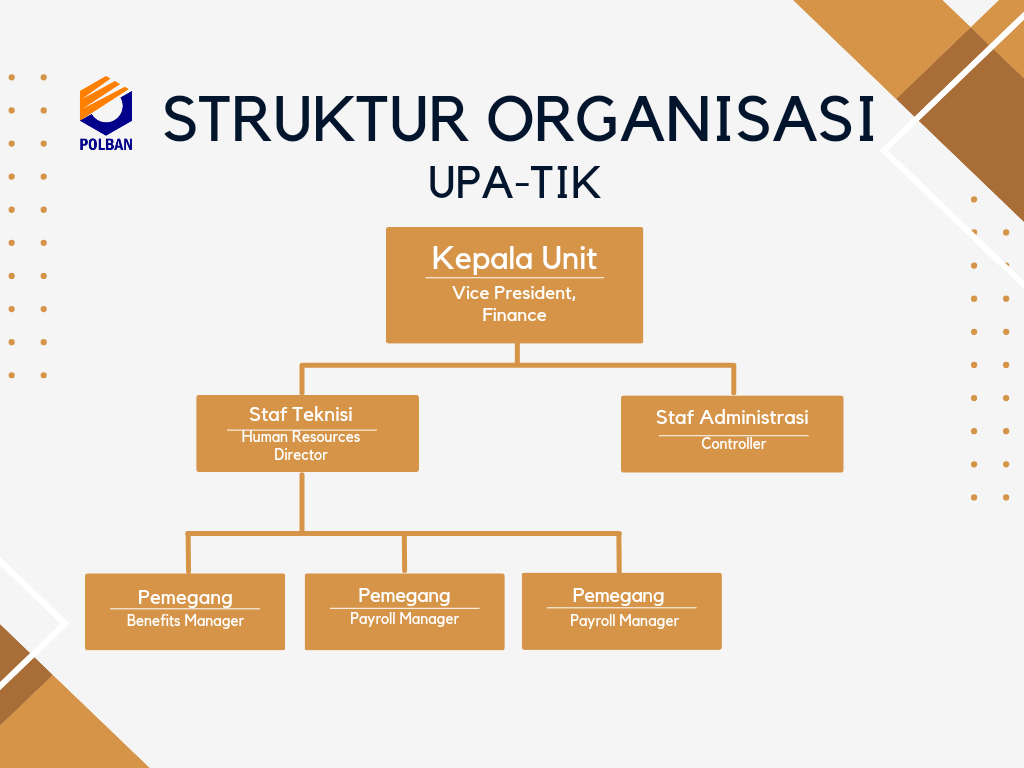 POLBAN
STRUKTUR ORGANISASI
UPA-TIK
Kepala Unit
Vice President,
Finance
Staf Teknisi
Human Resources
Director
Staf Administrasi
Controller
Pemegang
Benefits Manager
Pemegang
Payroll Manager
Pemegang
Payroll Manager